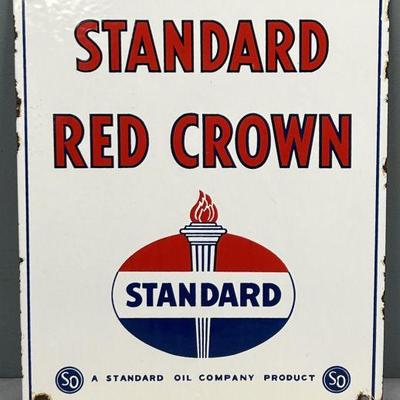 STANDARD
RED CROWN
STANDARD
SO A STANDARD OIL COMPANY PRODUCT SO